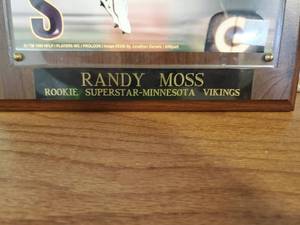 S G
RANDY MOSS
ROOKIE SUPERSTAR-MINNESOTA VIKINGS